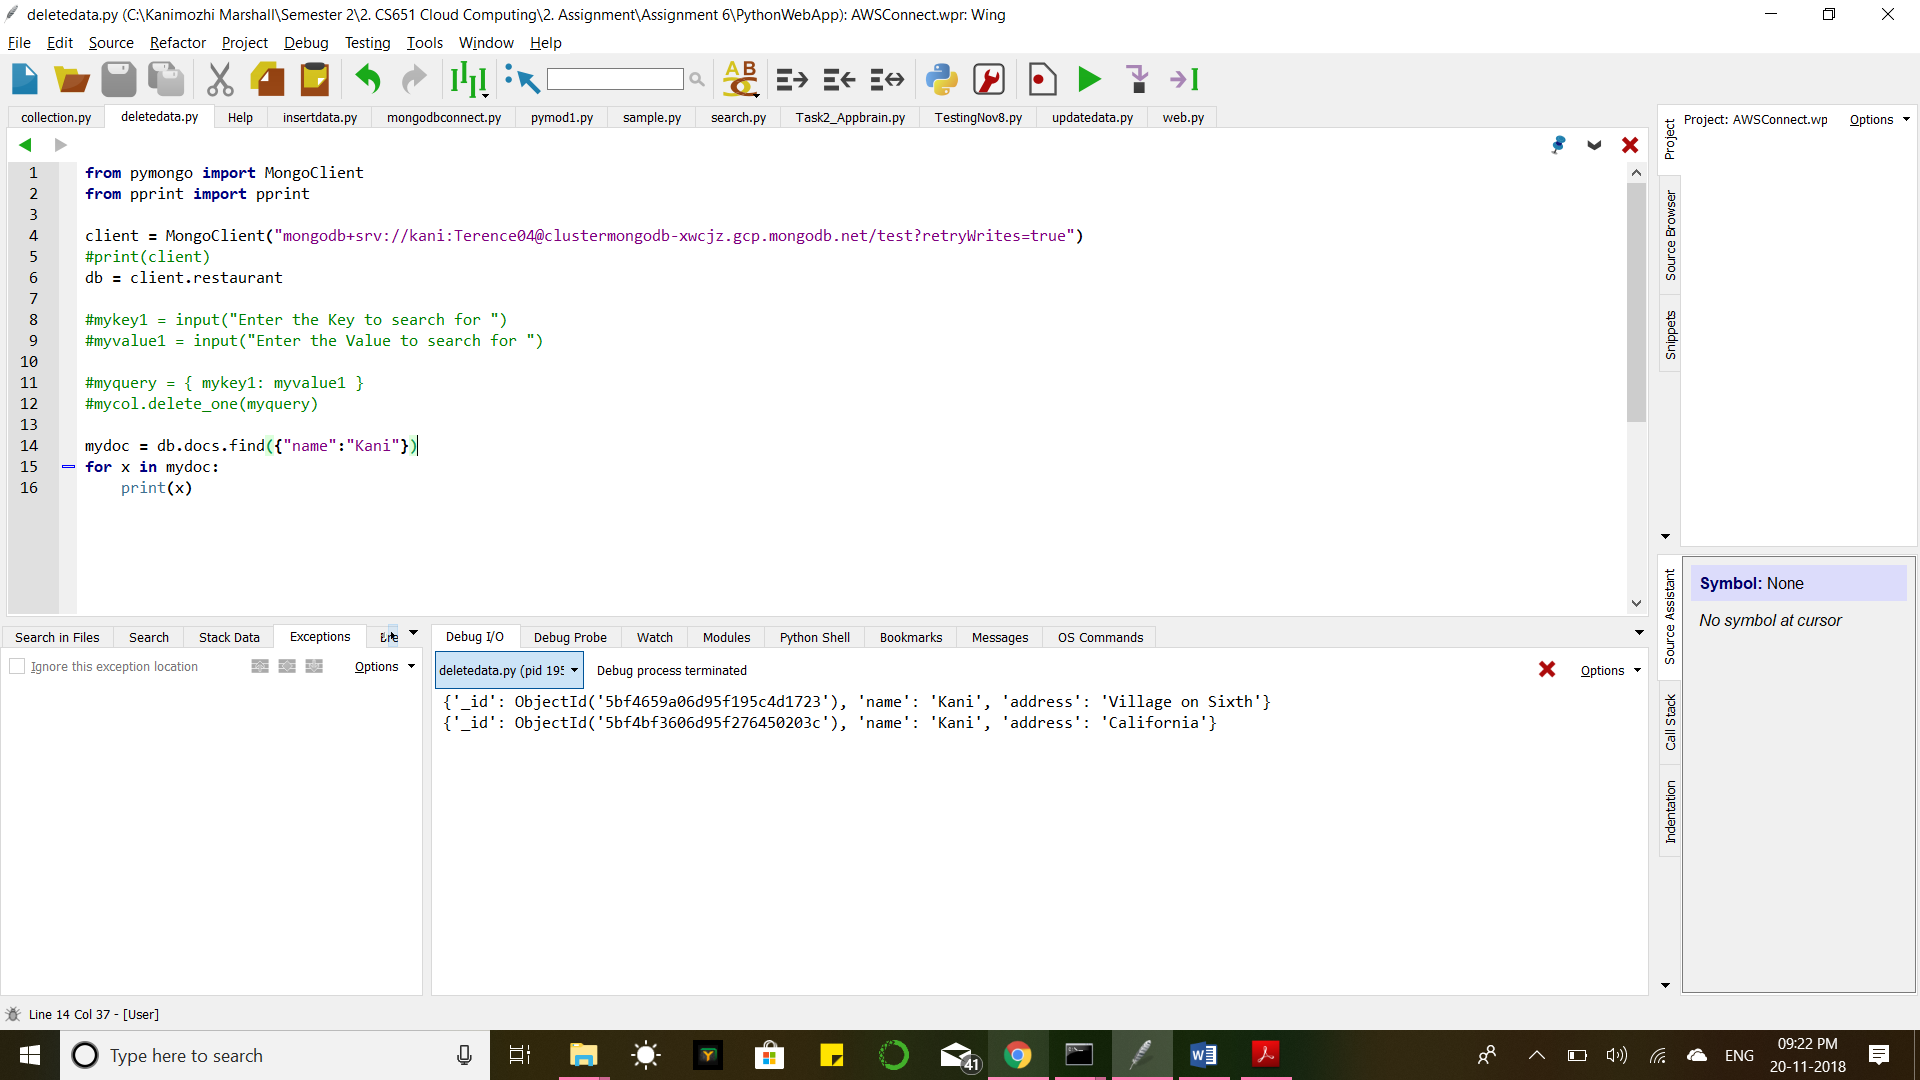 deletedata.py (C:\Kanimozhi Marshall\Semester 2\2. CS651 Cloud Computing\2. Assignment\Assignment 6\PythonWebApp): AWSConnect.wpr: Wing
File Edit Source Refactor Project Debug Testing Tools Window Help
collection.py deletedata.py Help insertdata.py mongodbconnect.py pymod1.py sample.py search.py Task2_Appbrain.py TestingNov8.py updatedata.py web.py
1 from pymongo import MongoClient
2 from pprint import pprint
3
4 client = MongoClient("mongodb+srv://kani:Terence04@clustermongodb-xwcjz.gcp.mongodb.net/test?retryWrites=true")
5 #print(client)
6 db = client.restaurant
7
8 #mykey1 = input("Enter the Key to search for ")
9 #myvalue1 = input("Enter the Value to search for ")
10
11 #myquery = { mykey1: myvalue1 }
12 #mycol.delete_one(myquery)
13
14 mydoc = db.docs.find({"name":"Kani"})
15 for x in mydoc:
16     print(x)
Project
Source Browser
Snippets
Project: AWSConnect.wp Options
Source Assistant
Call Stack
Indentation
Symbol: None
No symbol at cursor
Search in Files Search Stack Data Exceptions
Ignore this exception location Options
Debug I/O Debug Probe Watch Modules Python Shell Bookmarks Messages OS Commands
deletedata.py (pid 195 Debug process terminated Options
{'_id': ObjectId('5bf4659a06d95f195c4d1723'), 'name': 'Kani', 'address': 'Village on Sixth'}
{'_id': ObjectId('5bf4bf3606d95f276450203c'), 'name': 'Kani', 'address': 'California'}
Line 14 Col 37 - [User]
Type here to search
41
ENG
09:22 PM
20-11-2018